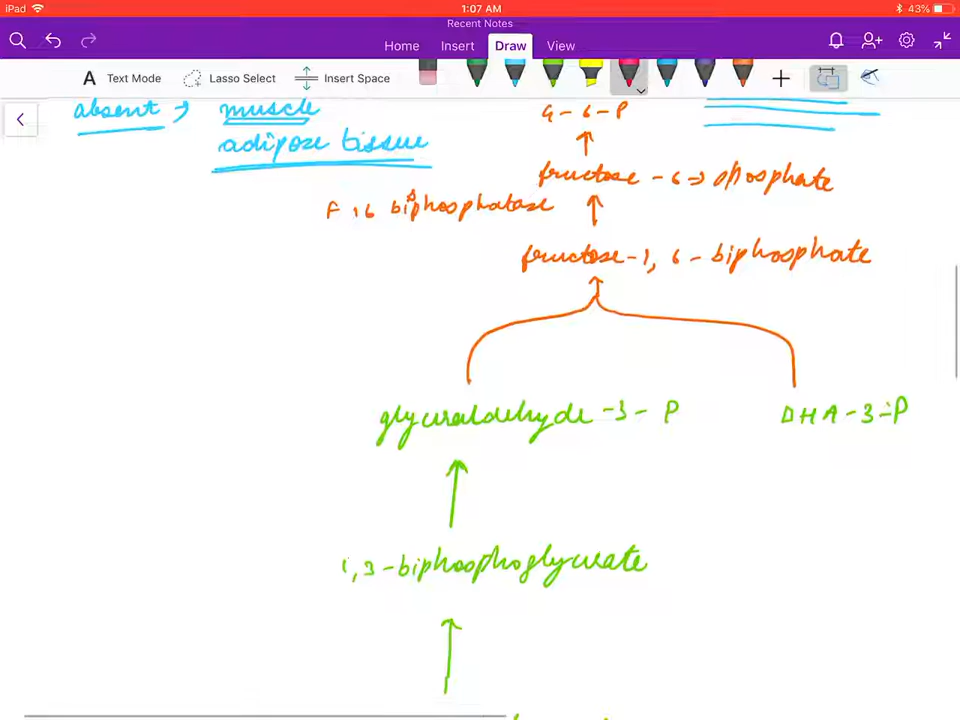 iPad 1:07 AM 43%
Recent Notes
Home Insert Draw View
A Text Mode Lasso Select Insert Space
absent → muscle
adipoze tissue
G-6-P
fructose-6-phosphate
F 1,6 biphosphatase
fructose-1, 6-biphosphate
glyceraldehyde-3-P DHA-3-P
1,3-biphosphoglycerate